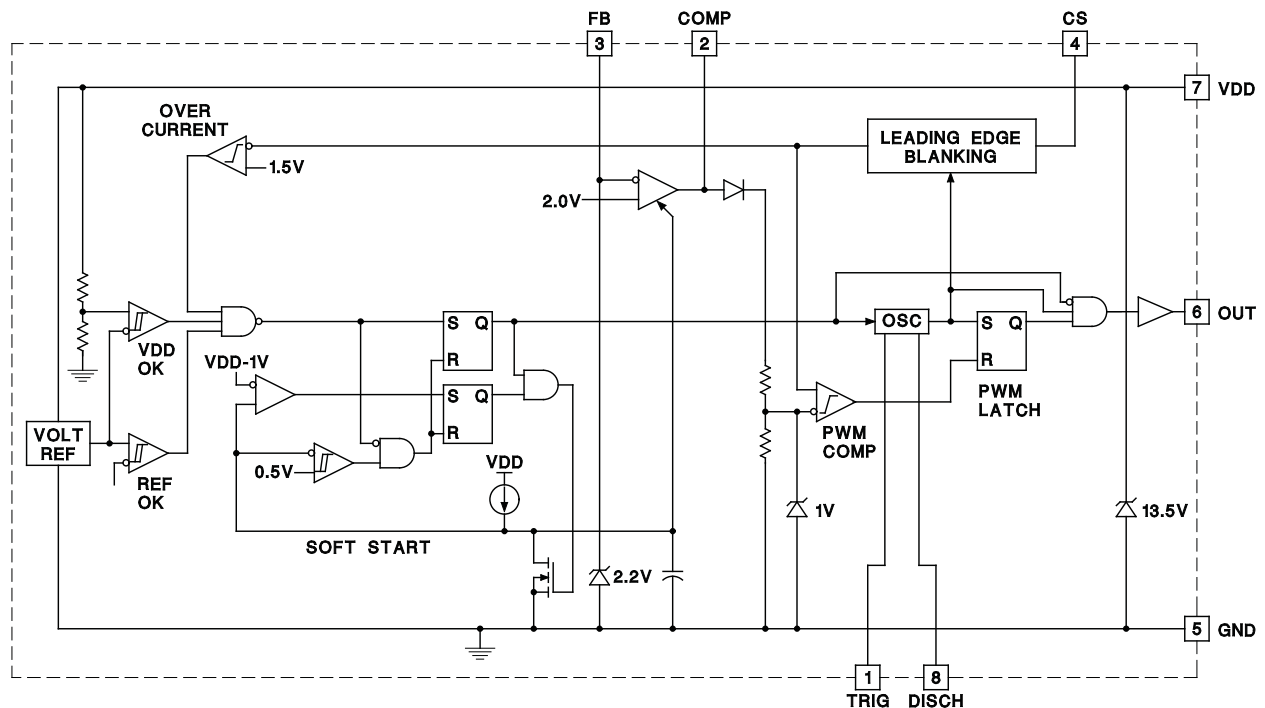 FB
COMP
CS
3
2
4
7
VDD
OVER
CURRENT
1.5V
LEADING EDGE
BLANKING
2.0V
VDD
OK
VDD-1V
S Q
R
OSC
S Q
R
6
OUT
PWM
LATCH
S Q
R
VOLT
REF
REF
OK
0.5V
VDD
PWM
COMP
1V
13.5V
SOFT START
2.2V
5
GND
1
8
TRIG
DISCH